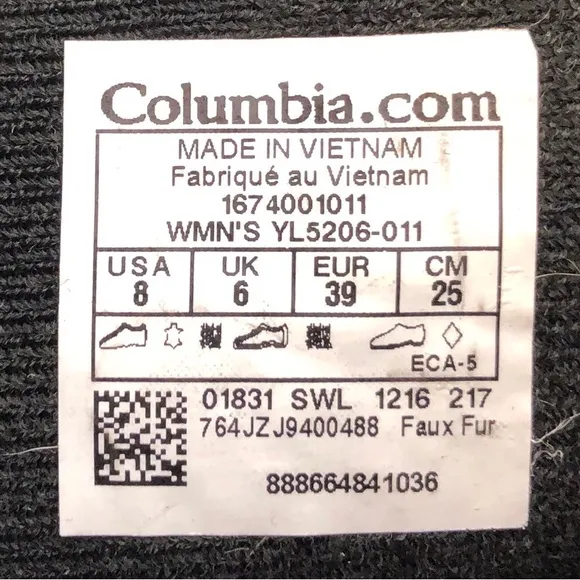 Columbia.com
MADE IN VIETNAM
Fabriqué au Vietnam
1674001011
WMN'S YL5206-011
USA UK EUR CM
8 6 39 25
ECA-5
01831 SWL 1216 217
764JZJ9400488 Faux Fur
888664841036